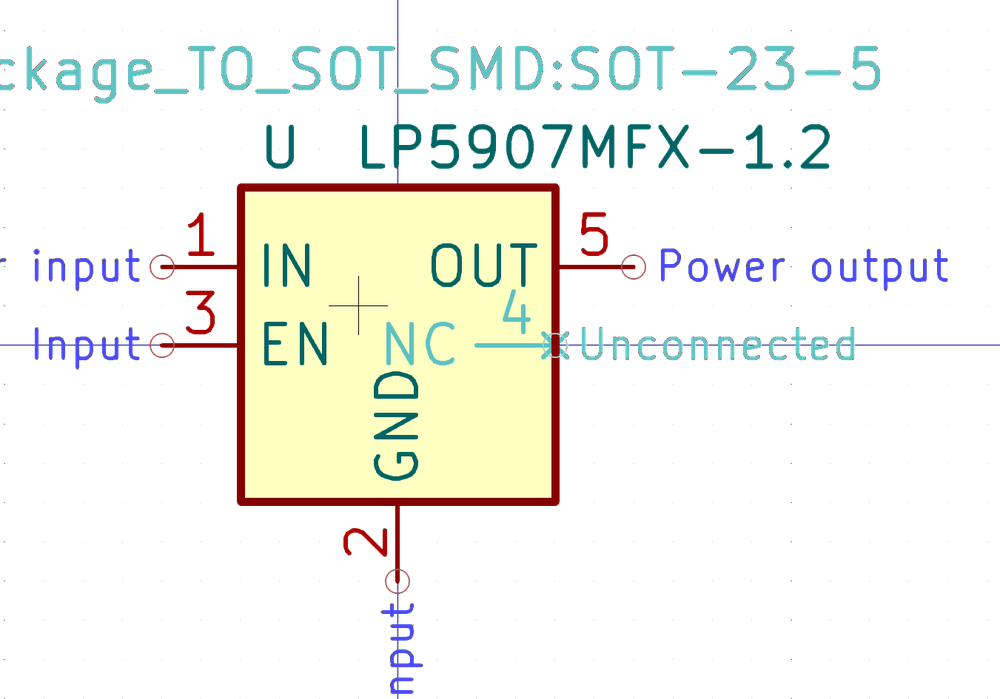 ckage_TO_SOT_SMD:SOT-23-5
U LP5907MFX-1.2
1 5
r input IN OUT Power output
3 4
Input EN NC Unconnected
GND
2
nput